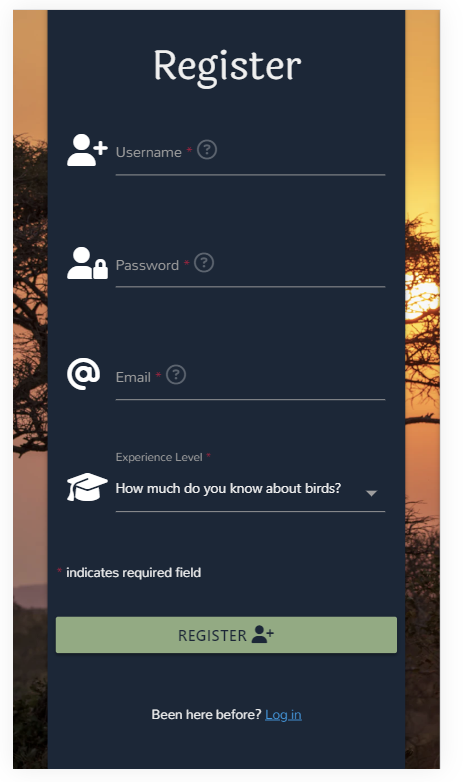 Register
Username * ?
Password * ?
@
Email * ?
Experience Level *
How much do you know about birds?
* indicates required field
REGISTER
Been here before? Log in